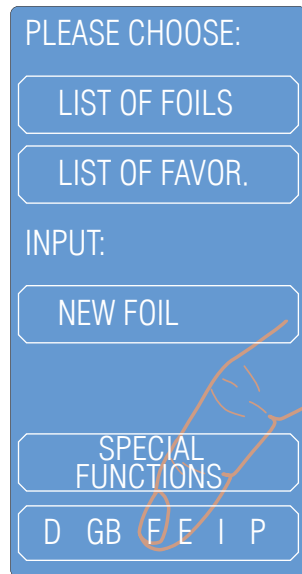 PLEASE CHOOSE:
LIST OF FOILS
LIST OF FAVOR.
INPUT:
NEW FOIL
SPECIAL
FUNCTIONS
D GB F E I P